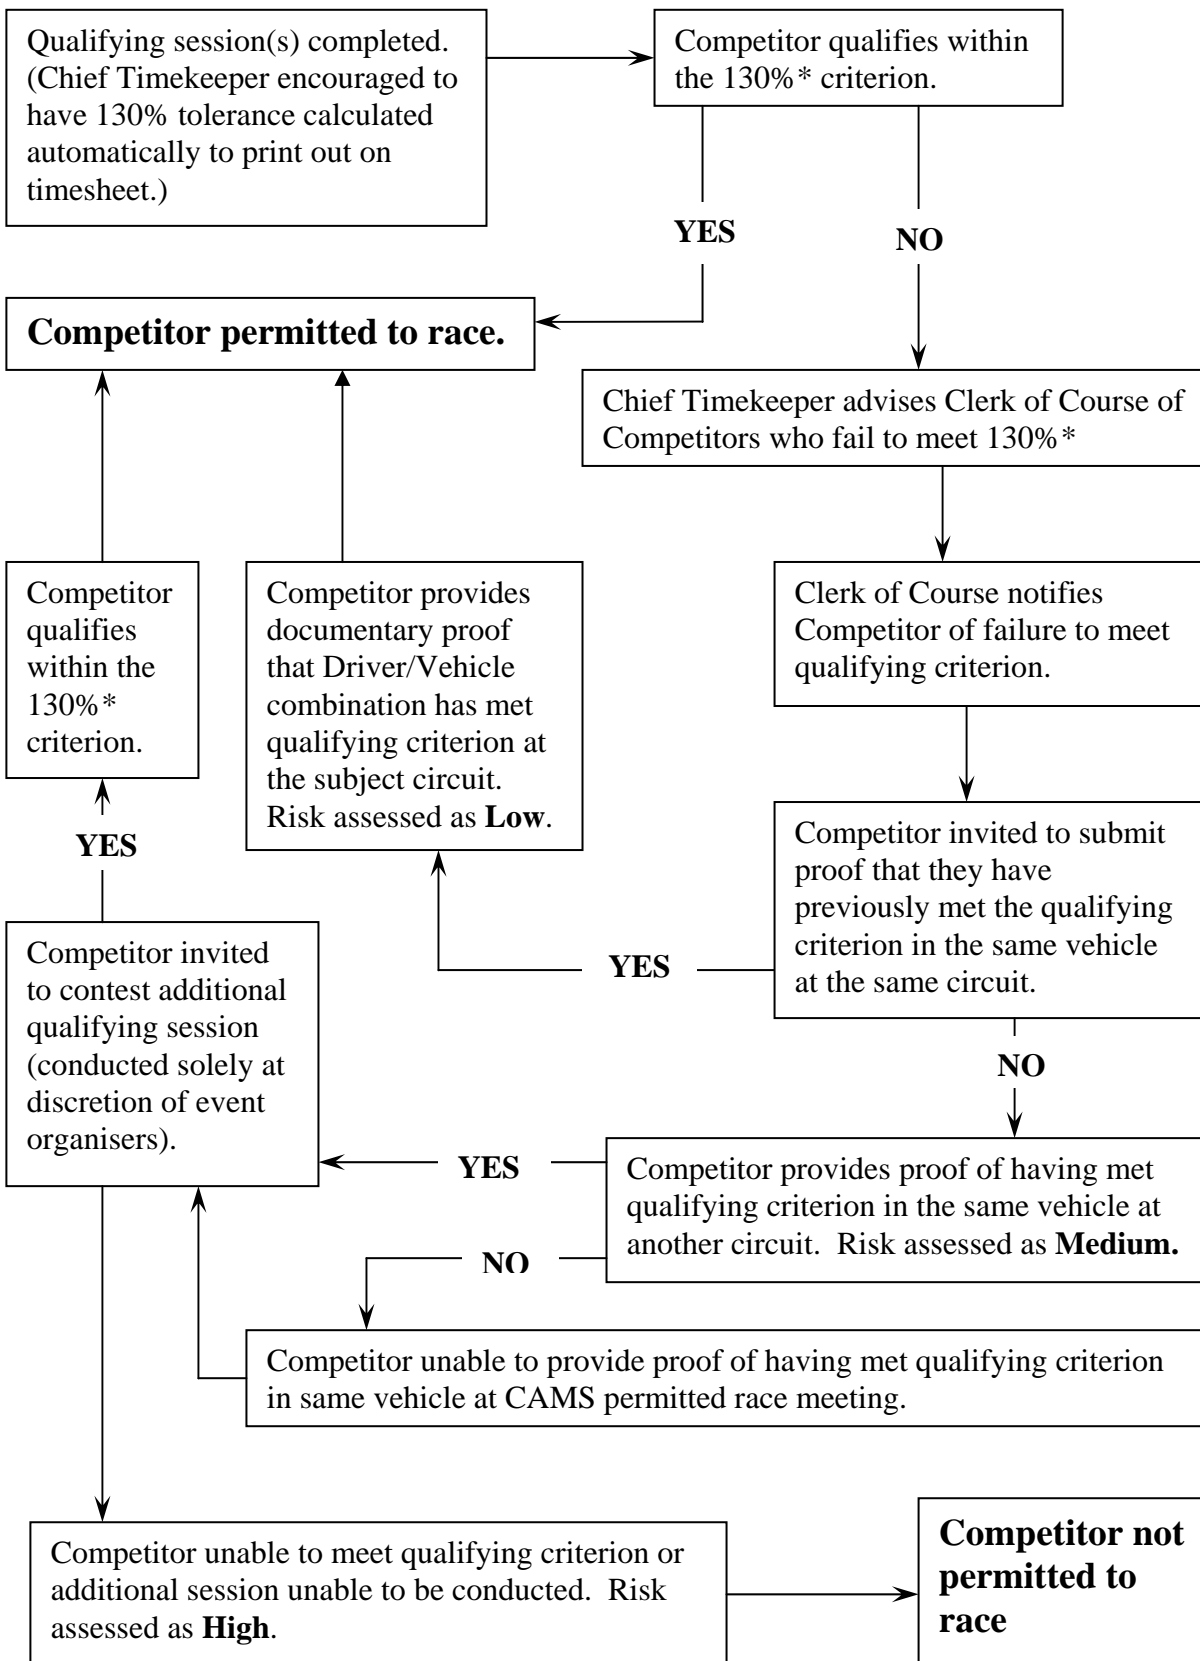 Qualifying session(s) completed.
(Chief Timekeeper encouraged to
have 130% tolerance calculated
automatically to print out on
timesheet.)
Competitor qualifies within
the 130%* criterion.
YES
NO
Competitor permitted to race.
Chief Timekeeper advises Clerk of Course of
Competitors who fail to meet 130%*
Competitor
qualifies
within the
130%*
criterion.
Competitor provides
documentary proof
that Driver/Vehicle
combination has met
qualifying criterion at
the subject circuit.
Risk assessed as Low.
Clerk of Course notifies
Competitor of failure to meet
qualifying criterion.
YES
Competitor invited to submit
proof that they have
previously met the qualifying
criterion in the same vehicle
at the same circuit.
YES
Competitor invited
to contest additional
qualifying session
(conducted solely at
discretion of event
organisers).
NO
YES
Competitor provides proof of having met
qualifying criterion in the same vehicle at
another circuit.  Risk assessed as Medium.
NO
Competitor unable to provide proof of having met qualifying criterion
in same vehicle at CAMS permitted race meeting.
Competitor unable to meet qualifying criterion or
additional session unable to be conducted.  Risk
assessed as High.
Competitor not
permitted to
race